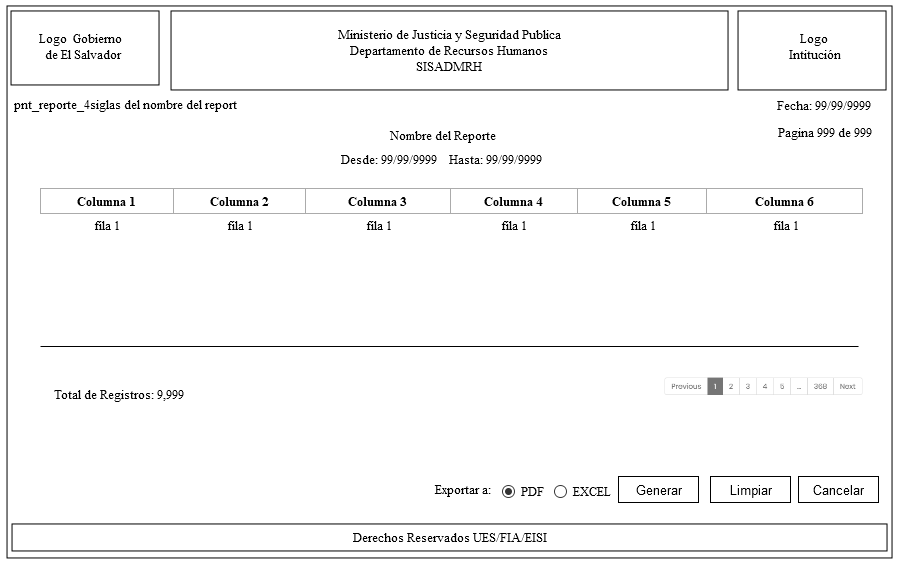 Logo Gobierno
de El Salvador
Ministerio de Justicia y Seguridad Publica
Departamento de Recursos Humanos
SISADMRH
Logo
Intitución
pnt_reporte_4siglas del nombre del report
Fecha: 99/99/9999
Pagina 999 de 999
Nombre del Reporte
Desde: 99/99/9999 Hasta: 99/99/9999
Columna 1 Columna 2 Columna 3 Columna 4 Columna 5 Columna 6
fila 1 fila 1 fila 1 fila 1 fila 1 fila 1
Total de Registros: 9,999
Previous 1 2 3 4 5 ... 368 Next
Exportar a: PDF EXCEL Generar Limpiar Cancelar
Derechos Reservados UES/FIA/EISI